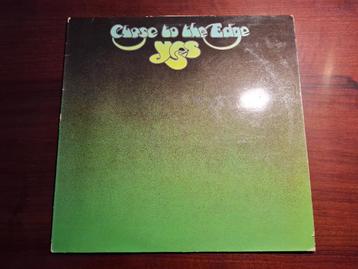 Close to the Edge
yes